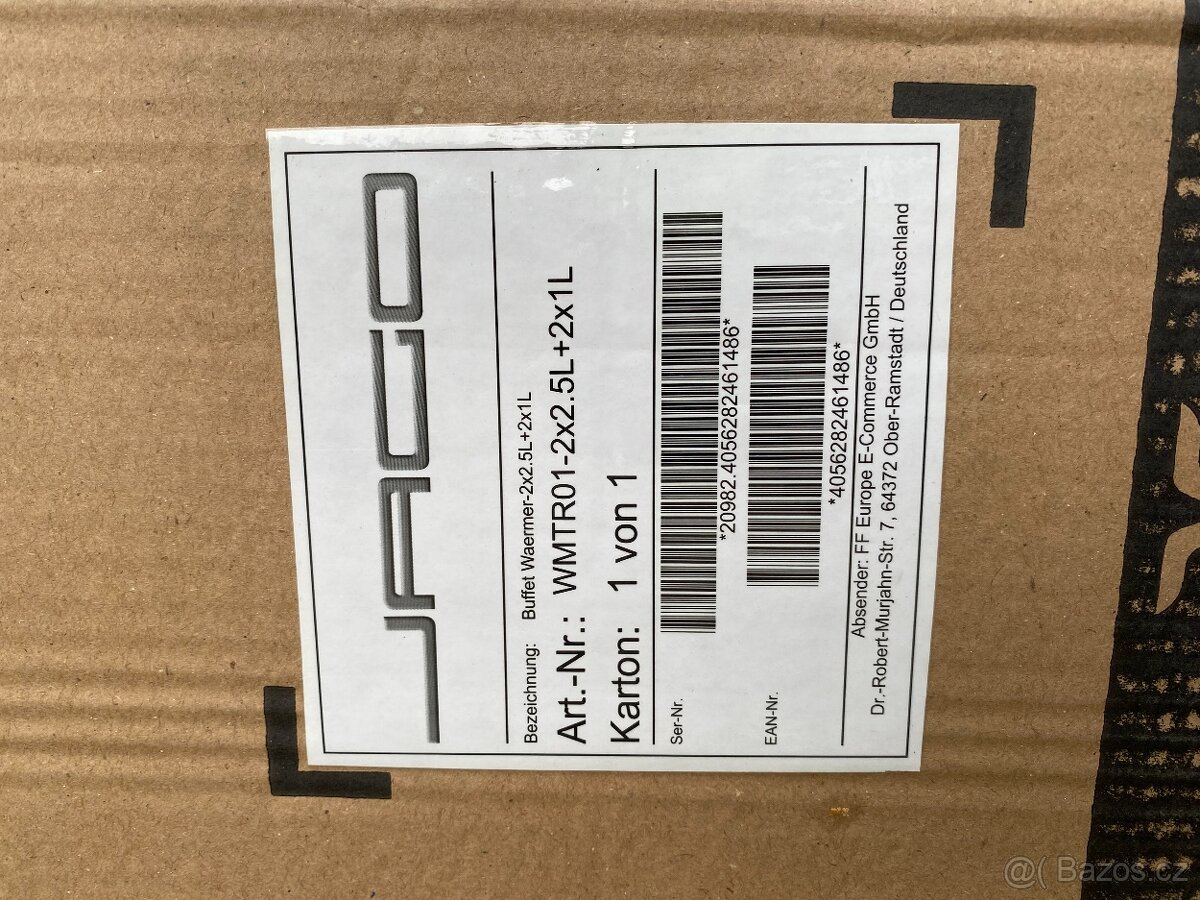 JAGO
Bezeichnung: Buffet Waermer-2x2.5L+2x1L
Art.-Nr.: WMTR01-2x2.5L+2x1L
Karton: 1 von 1
Ser-Nr.
*20982.4056282461486*
EAN-Nr.
*4056282461486*
Absender: FF Europe E-Commerce GmbH
Dr.-Robert-Murjahn-Str. 7, 64372 Ober-Ramstadt / Deutschland
@( Bazos.cz